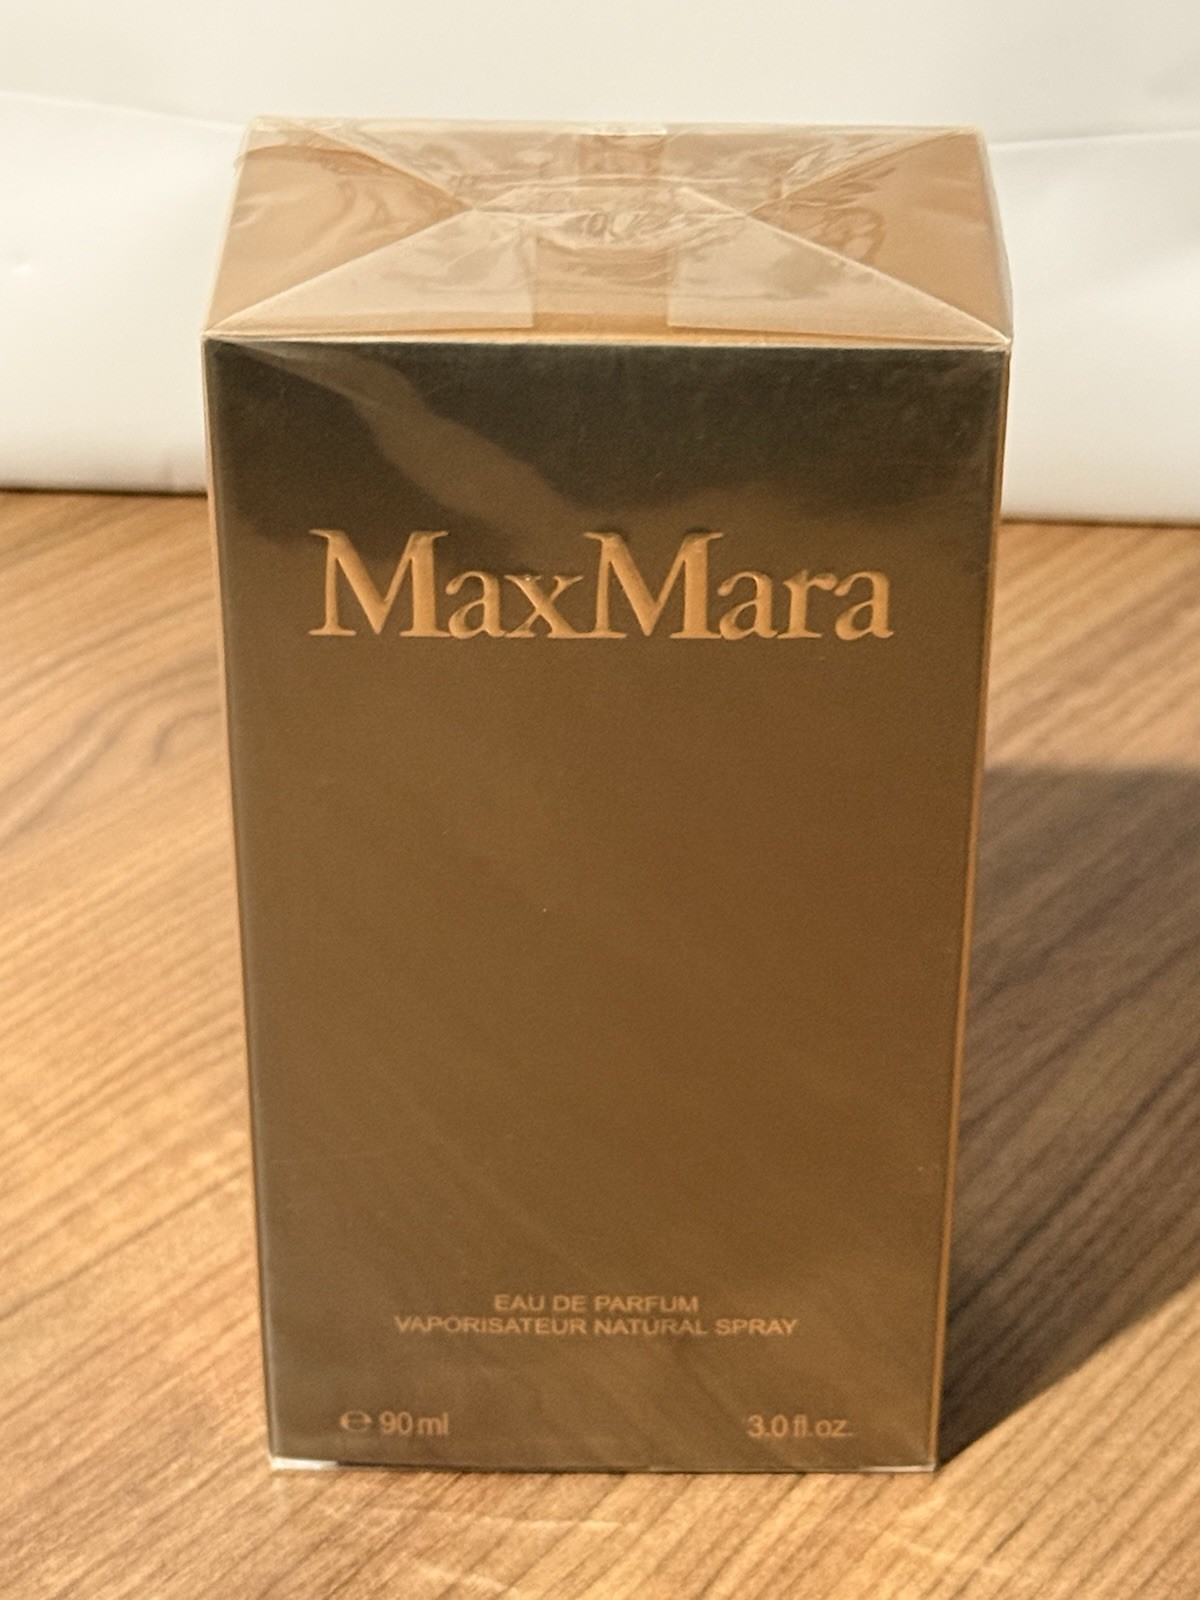 MaxMara
EAU DE PARFUM
VAPORISATEUR NATURAL SPRAY
℮ 90 ml
3.0 fl.oz.